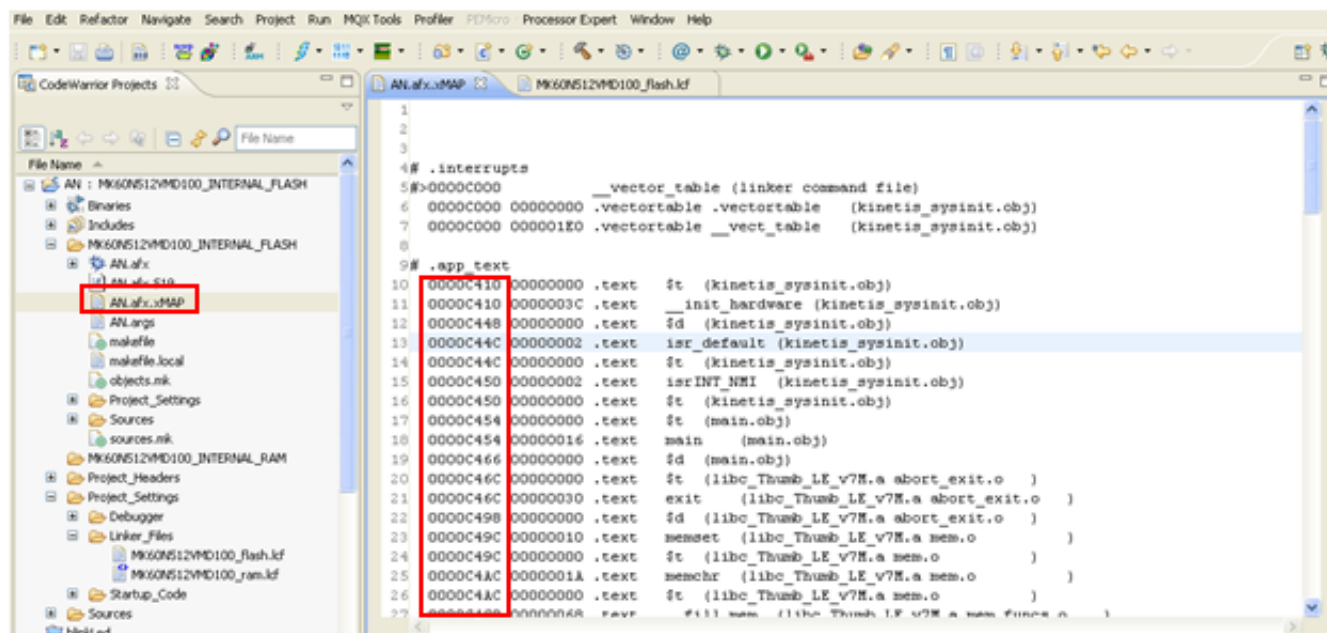 File Edit Refactor Navigate Search Project Run MQX Tools Profiler PEMicro Processor Expert Window Help
CodeWarrior Projects
File Name
File Name
AN : MK60N512VMD100_INTERNAL_FLASH
Binaries
Includes
MK60N512VMD100_INTERNAL_FLASH
AN.afx
AN.afx.S19
AN.afx.xMAP
AN.args
makefile
makefile.local
objects.mk
Project_Settings
Sources
sources.mk
MK60N512VMD100_INTERNAL_RAM
Project_Headers
Project_Settings
Debugger
Linker_Files
MK60N512VMD100_flash.lcf
MK60N512VMD100_ram.lcf
Startup_Code
Sources
AN.afx.xMAP MK60N512VMD100_flash.lcf
1
2
3
4 # .interrupts
5 #>0000C000 __vector_table (linker command file)
6 0000C000 00000000 .vectortable .vectortable (kinetis_sysinit.obj)
7 0000C000 000001E0 .vectortable __vect_table (kinetis_sysinit.obj)
8
9 # .app_text
10 0000C410 00000000 .text $t (kinetis_sysinit.obj)
11 0000C410 0000003C .text __init_hardware (kinetis_sysinit.obj)
12 0000C448 00000000 .text $d (kinetis_sysinit.obj)
13 0000C44C 00000002 .text isr_default (kinetis_sysinit.obj)
14 0000C44C 00000000 .text $t (kinetis_sysinit.obj)
15 0000C450 00000002 .text isrINT_NMI (kinetis_sysinit.obj)
16 0000C450 00000000 .text $t (kinetis_sysinit.obj)
17 0000C454 00000000 .text $t (main.obj)
18 0000C454 00000016 .text main (main.obj)
19 0000C466 00000000 .text $d (main.obj)
20 0000C46C 00000000 .text $t (libc_Thumb_LE_v7M.a abort_exit.o )
21 0000C46C 00000030 .text exit (libc_Thumb_LE_v7M.a abort_exit.o )
22 0000C498 00000000 .text $d (libc_Thumb_LE_v7M.a abort_exit.o )
23 0000C49C 00000010 .text memset (libc_Thumb_LE_v7M.a mem.o )
24 0000C49C 00000000 .text $t (libc_Thumb_LE_v7M.a mem.o )
25 0000C4AC 0000001A .text memchr (libc_Thumb_LE_v7M.a mem.o )
26 0000C4AC 00000000 .text $t (libc_Thumb_LE_v7M.a mem.o )
27 00000068 .text fill_mem (libc_Thumb_LE_v7M.a mem_funcs.o )